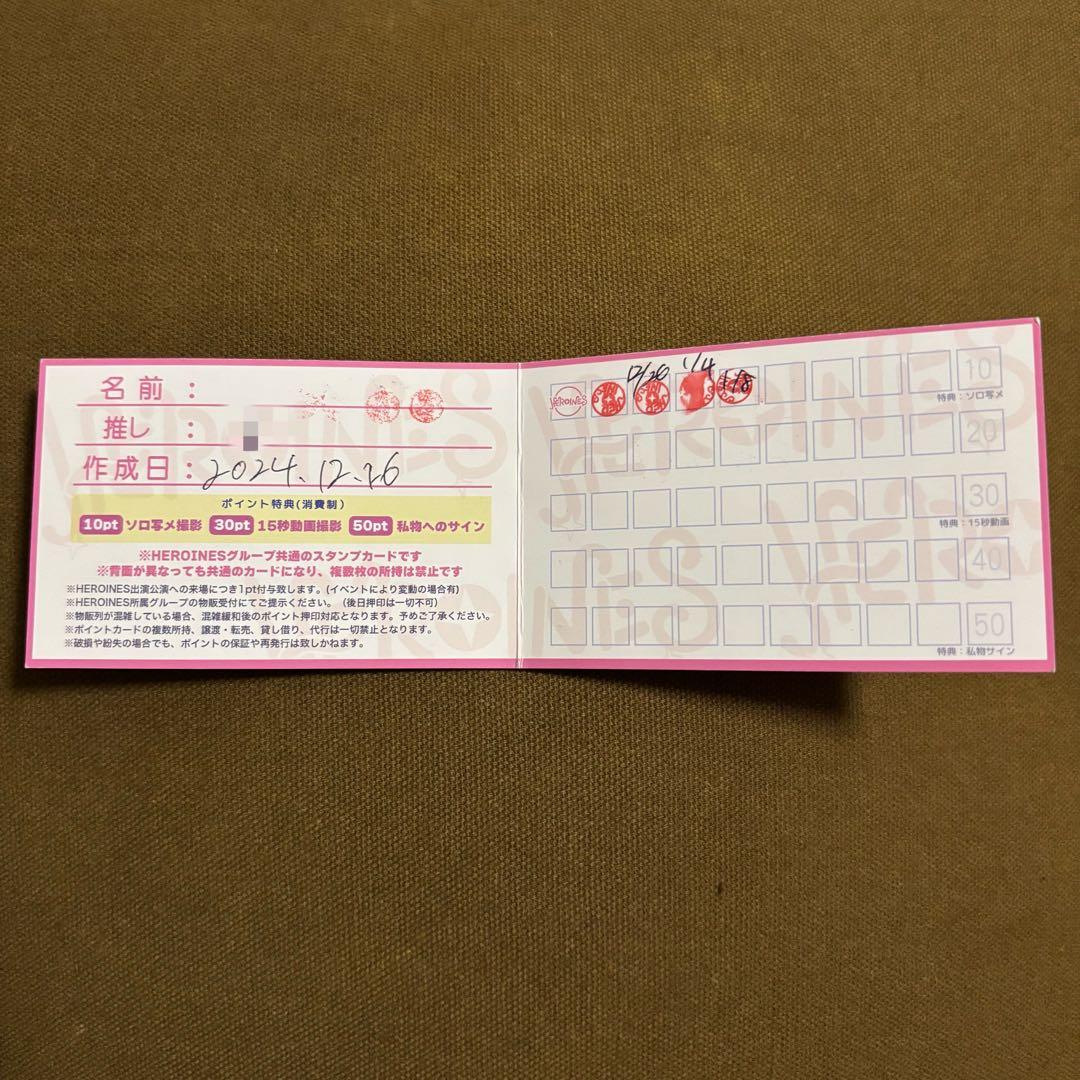 名前：
推し：
作成日：2024.12.26
ポイント特典(消費制)
10pt ソロ写メ撮影 30pt 15秒動画撮影 50pt 私物へのサイン
※HEROINESグループ共通のスタンプカードです
※背面が異なっても共通のカードになり、複数枚の所持は禁止です
※HEROINES出演公演への来場につき1pt付与致します。(イベントにより変動の場合有)
※HEROINES所属グループの物販受付にてご提示ください。（後日押印は一切不可）
※物販列が混雑している場合、混雑緩和後のポイント押印対応となります。予めご了承ください。
※ポイントカードの複数所持、譲渡・転売、貸し借り、代行は一切禁止となります。
※破損や紛失の場合でも、ポイントの保証や再発行は致しかねます。
12/26 1/4 1/8
HEROINES
10
特典：ソロ写メ
20
30
特典：15秒動画
40
50
特典：私物サイン